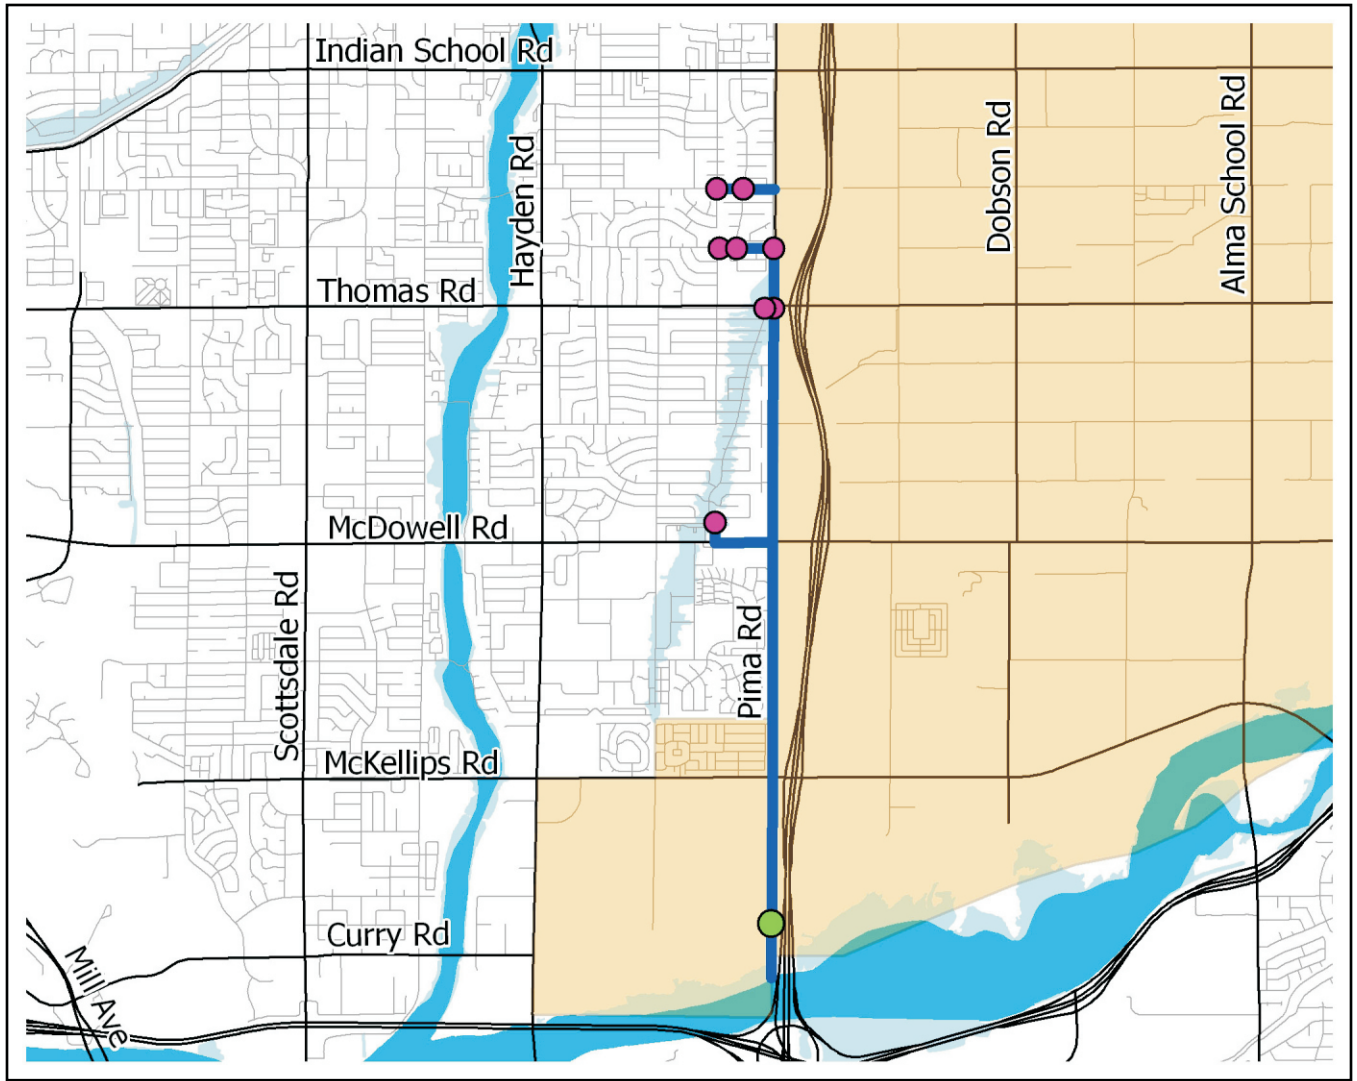 Indian School Rd
Hayden Rd
Dobson Rd
Alma School Rd
Thomas Rd
McDowell Rd
Scottsdale Rd
Pima Rd
McKellips Rd
Curry Rd
Mill Ave